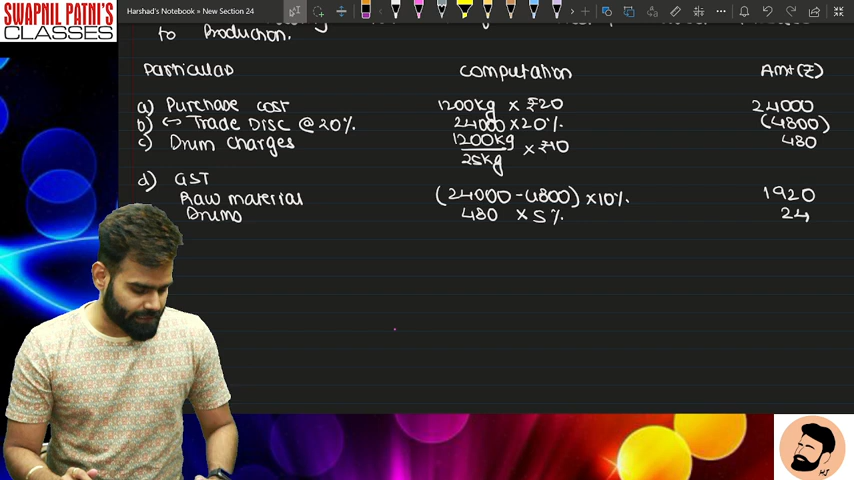 SWAPNIL PATNI'S
CLASSES
Harshad's Notebook » New Section 24
to Production.
Particulars Computation Amt(₹)
a) Purchase cost 1200kg × ₹20 24000
b) (-) Trade Disc @ 20% 24000 × 20% (4800)
c) Drum charges 1200kg / 25kg × ₹10 480
d) GST
Raw material (24000 - 4800) × 10% 1920
Drums 480 × 5% 24
HS